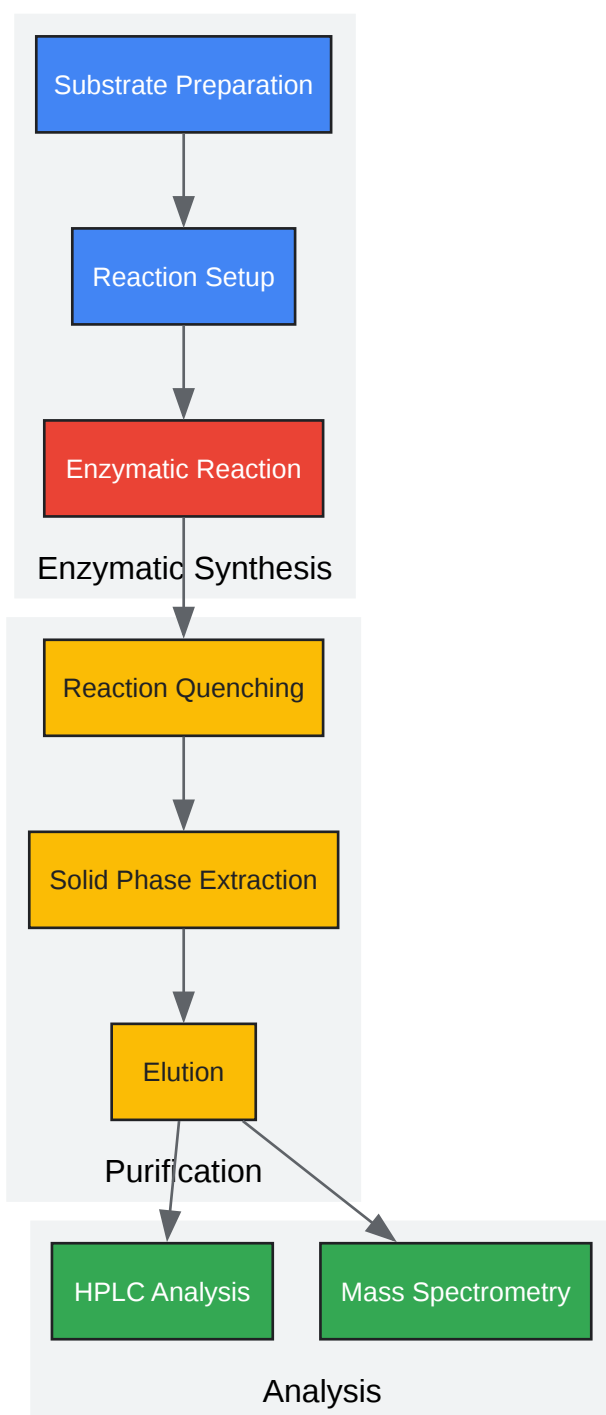 Substrate Preparation
Reaction Setup
Enzymatic Reaction
Enzymatic Synthesis
Reaction Quenching
Solid Phase Extraction
Elution
Purification
HPLC Analysis
Mass Spectrometry
Analysis